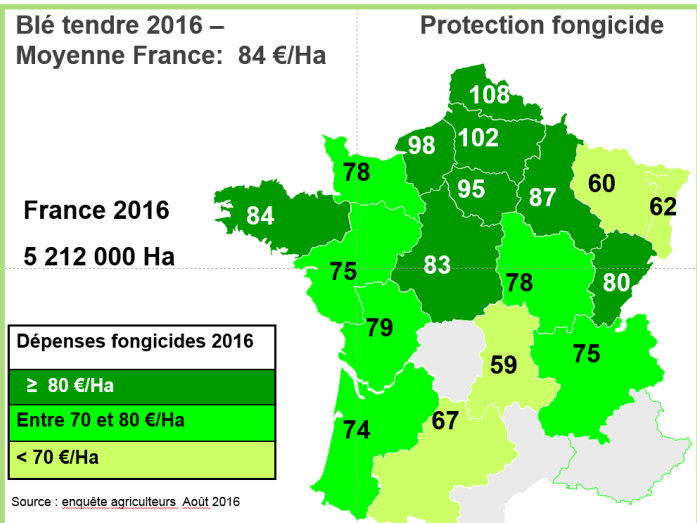 Blé tendre 2016 –
Moyenne France: 84 €/Ha
Protection fongicide
108
102
98
78
95
87
60
62
84
France 2016
5 212 000 Ha
75
83
78
80
79
75
59
74
67
Dépenses fongicides 2016
≥ 80 €/Ha
Entre 70 et 80 €/Ha
< 70 €/Ha
Source : enquête agriculteurs Août 2016